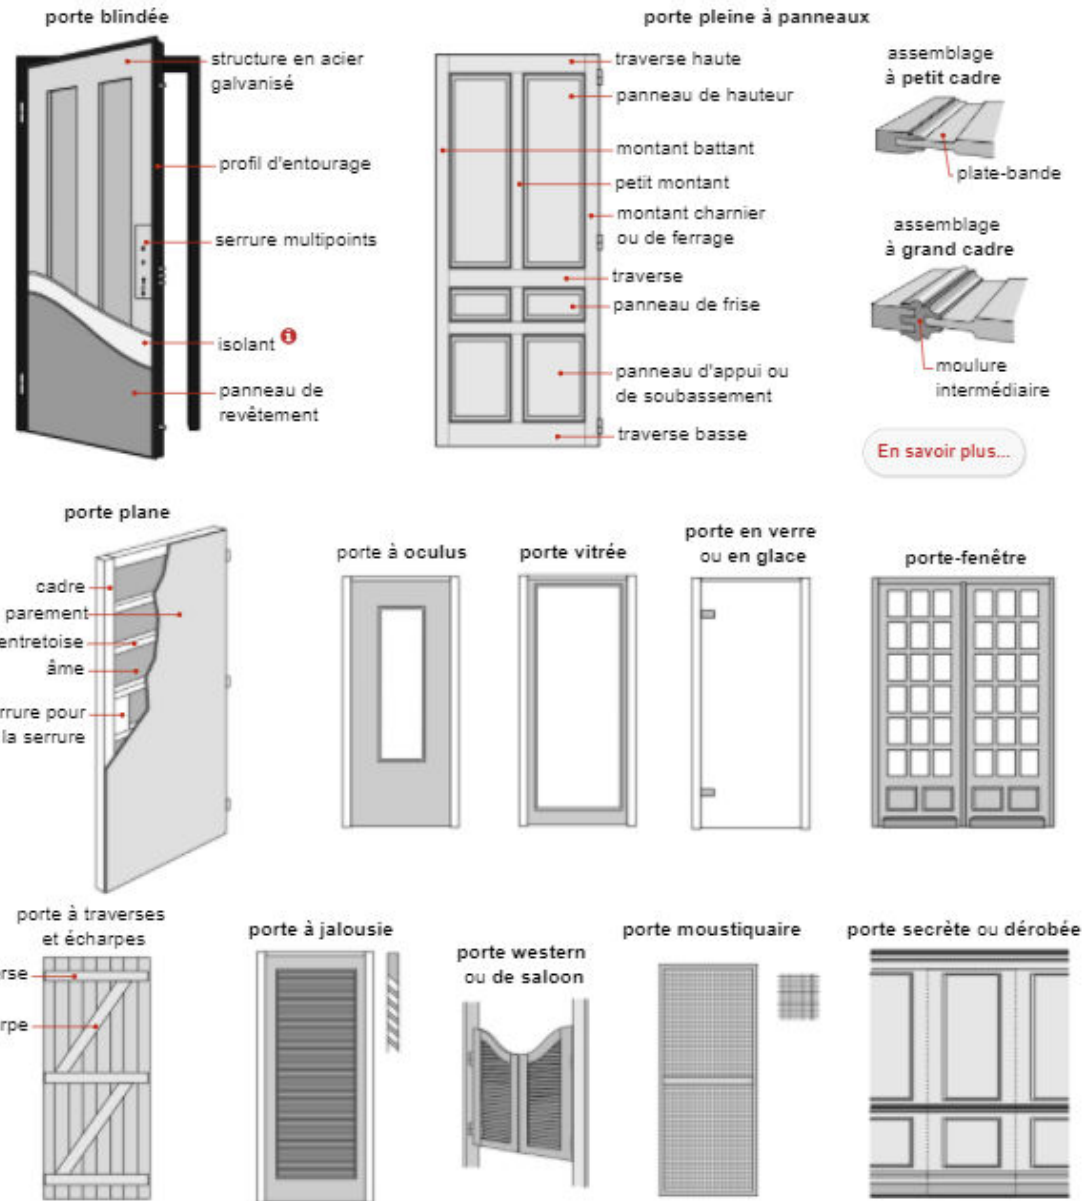 porte blindée
structure en acier
galvanisé
profil d'entourage
serrure multipoints
isolant
panneau de
revêtement
porte pleine à panneaux
traverse haute
panneau de hauteur
montant battant
petit montant
montant charnier
ou de ferrage
traverse
panneau de frise
panneau d'appui ou
de soubassement
traverse basse
assemblage
à petit cadre
plate-bande
assemblage
à grand cadre
moulure
intermédiaire
En savoir plus...
porte plane
cadre
parement
entretoise
âme
rrure pour
la serrure
porte à oculus
porte vitrée
porte en verre
ou en glace
porte-fenêtre
porte à traverses
et écharpes
erse
rpe
porte à jalousie
porte western
ou de saloon
porte moustiquaire
porte secrète ou dérobée